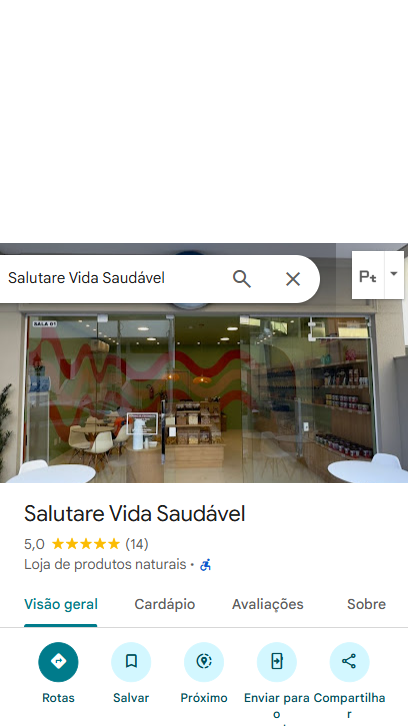 Salutare Vida Saudável
Pt
SALA 01
Salutare Vida Saudável
5,0 (14)
Loja de produtos naturais ·
Visão geral Cardápio Avaliações Sobre
Rotas Salvar Próximo Enviar para o Compartilhar